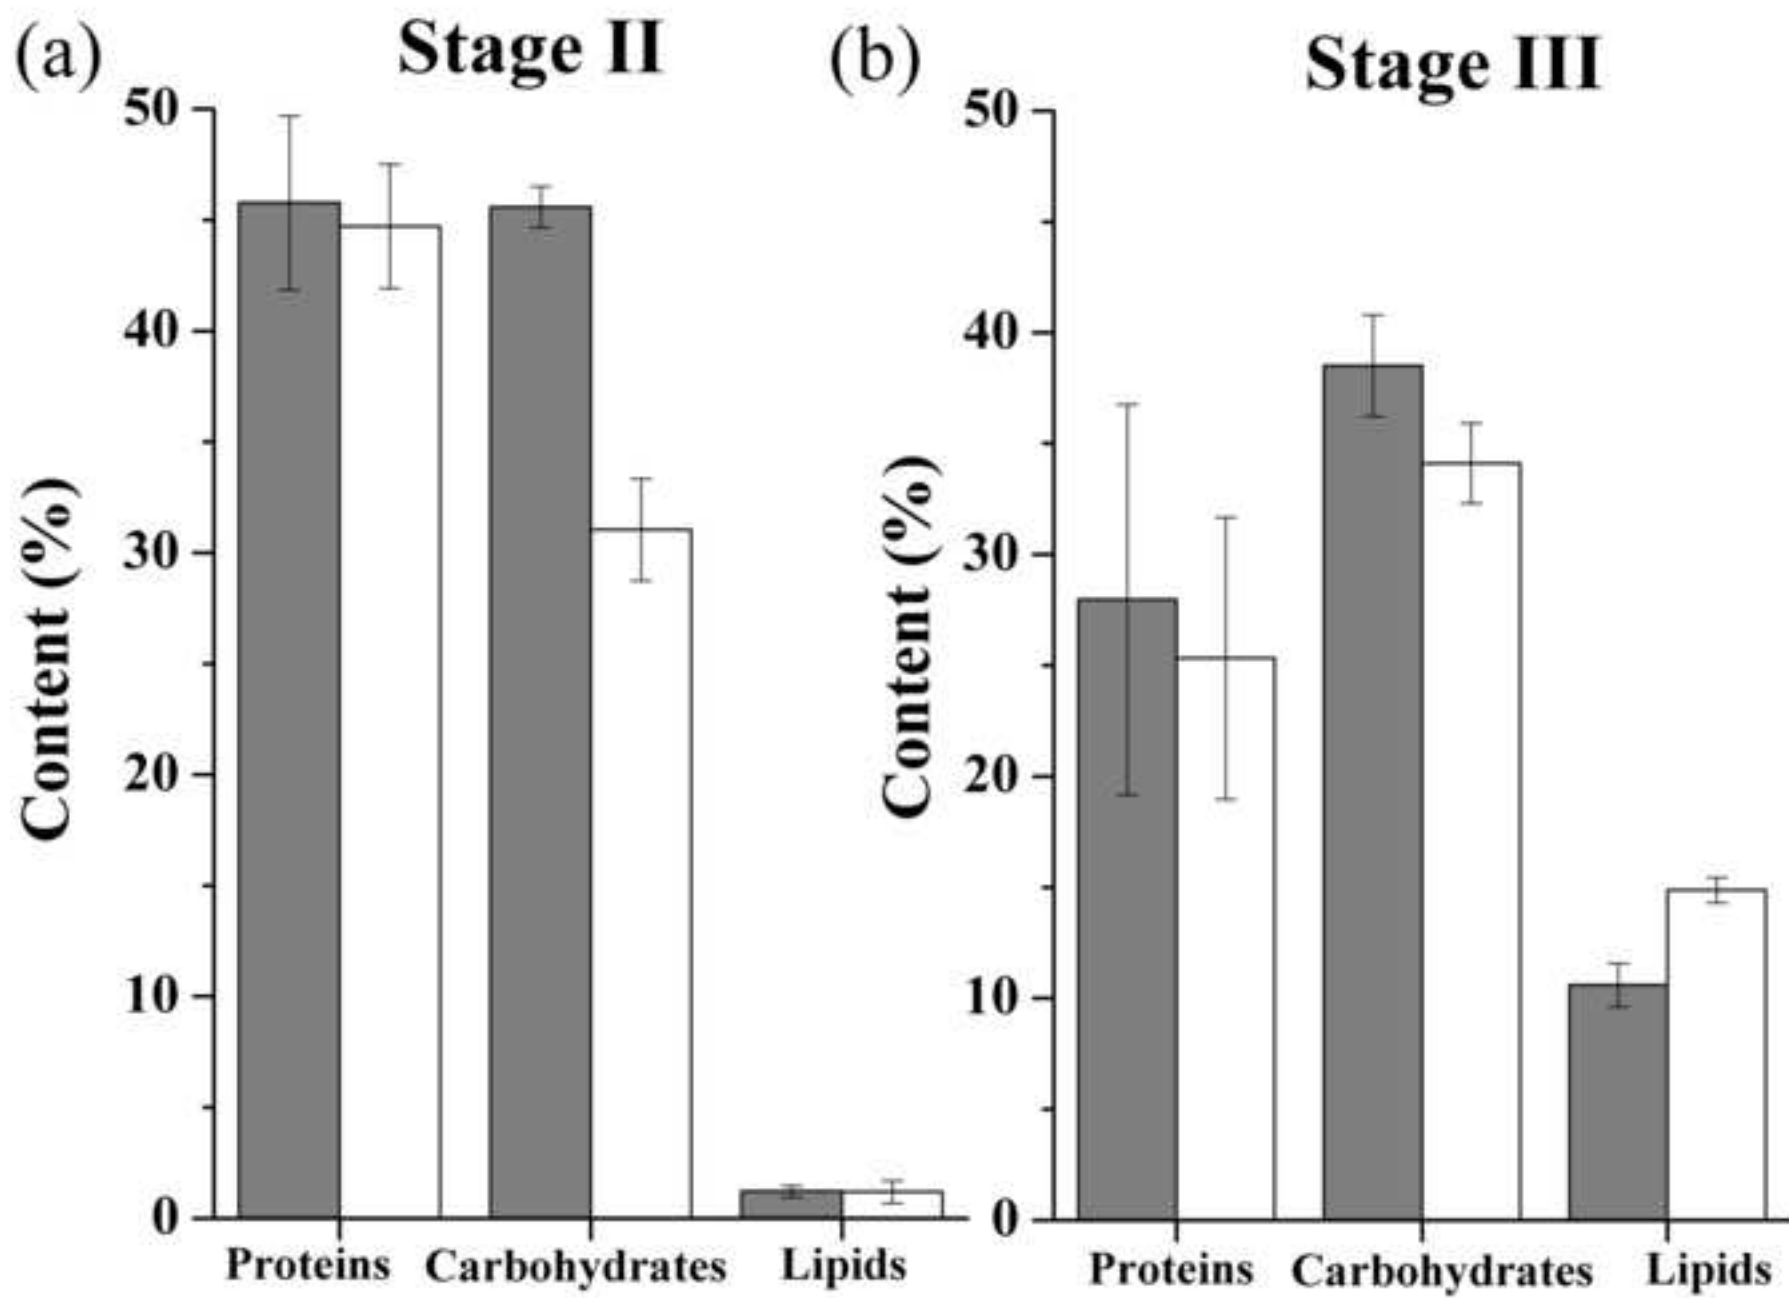 (a) Stage II
50
40
30
20
10
0
Content (%)
Proteins Carbohydrates Lipids
(b) Stage III
50
40
30
20
10
0
Content (%)
Proteins Carbohydrates Lipids